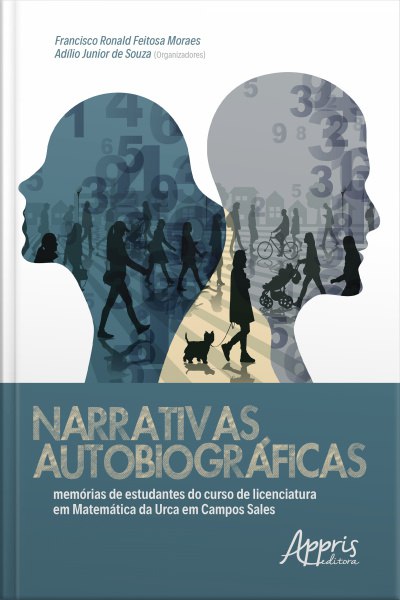 Francisco Ronald Feitosa Moraes
Adílio Junior de Souza (Organizadores)
NARRATIVAS
AUTOBIOGRÁFICAS
memórias de estudantes do curso de licenciatura
em Matemática da Urca em Campos Sales
Appris
editora